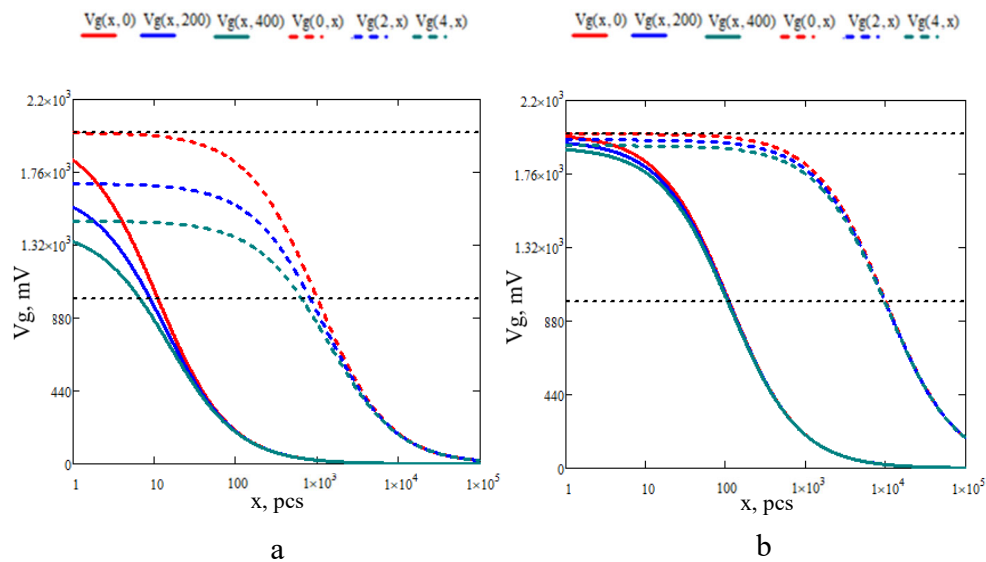 Vg(x,0) Vg(x,200) Vg(x,400) Vg(0,x) Vg(2,x) Vg(4,x)
2.2×10³
1.76×10³
1.32×10³
880
440
0
Vg, mV
1 10 100 1×10³ 1×10⁴ 1×10⁵
x, pcs
a
Vg(x,0) Vg(x,200) Vg(x,400) Vg(0,x) Vg(2,x) Vg(4,x)
2.2×10³
1.76×10³
1.32×10³
880
440
0
Vg, mV
1 10 100 1×10³ 1×10⁴ 1×10⁵
x, pcs
b